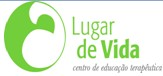 Lugar
de Vida
centro de educação terapêutica